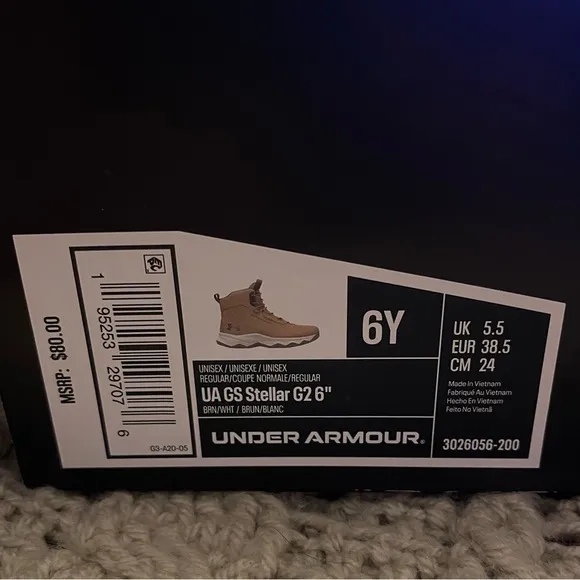 MSRP: $80.00
1 95253 29707 6
G3-A2D-05
UNISEX / UNISEXE / UNISEX
REGULAR/COUPE NORMALE/REGULAR
UA GS Stellar G2 6"
BRN/WHT / BRUN/BLANC
UNDER ARMOUR®
6Y
UK 5.5
EUR 38.5
CM 24
Made In Vietnam
Fabriqué Au Vietnam
Hecho En Vietnam
Feito No Vietnã
3026056-200